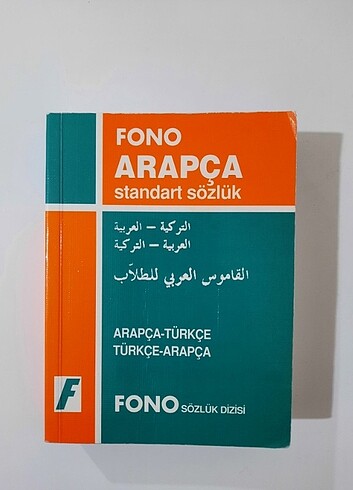 FONO
ARAPÇA
standart sözlük
التركية – العربية
العربية – التركية
القاموس العربي للطلاّب
ARAPÇA-TÜRKÇE
TÜRKÇE-ARAPÇA
F
FONO SÖZLÜK DİZİSİ